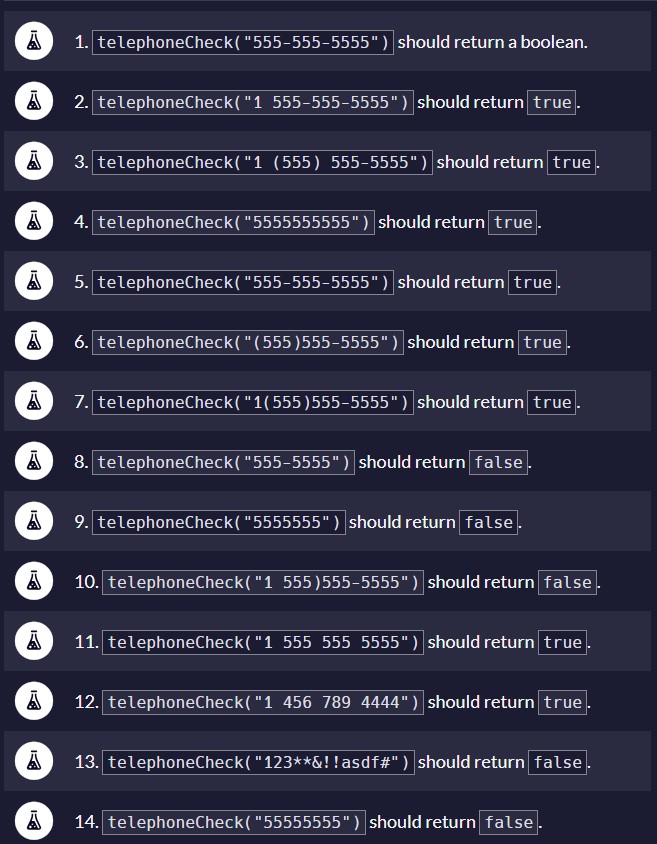 1. telephoneCheck("555-555-5555") should return a boolean.
2. telephoneCheck("1 555-555-5555") should return true.
3. telephoneCheck("1 (555) 555-5555") should return true.
4. telephoneCheck("5555555555") should return true.
5. telephoneCheck("555-555-5555") should return true.
6. telephoneCheck("(555)555-5555") should return true.
7. telephoneCheck("1(555)555-5555") should return true.
8. telephoneCheck("555-5555") should return false.
9. telephoneCheck("5555555") should return false.
10. telephoneCheck("1 555)555-5555") should return false.
11. telephoneCheck("1 555 555 5555") should return true.
12. telephoneCheck("1 456 789 4444") should return true.
13. telephoneCheck("123**&!!asdf#") should return false.
14. telephoneCheck("55555555") should return false.